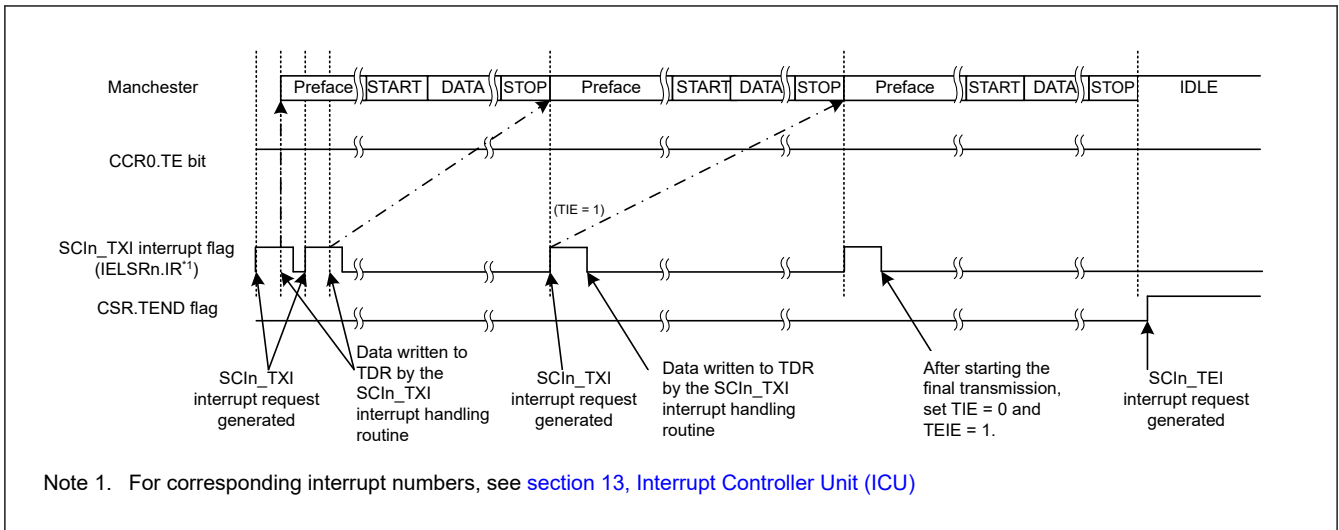 Manchester
Preface START DATA STOP Preface START DATA STOP Preface START DATA STOP IDLE
CCR0.TE bit
(TIE = 1)
SCIn_TXI interrupt flag
(IELSRn.IR*1)
CSR.TEND flag
SCIn_TXI
interrupt request
generated
Data written to
TDR by the
SCIn_TXI
interrupt handling
routine
SCIn_TXI
interrupt request
generated
Data written to TDR
by the SCIn_TXI
interrupt handling
routine
After starting the
final transmission,
set TIE = 0 and
TEIE = 1.
SCIn_TEI
interrupt request
generated
Note 1. For corresponding interrupt numbers, see section 13, Interrupt Controller Unit (ICU)